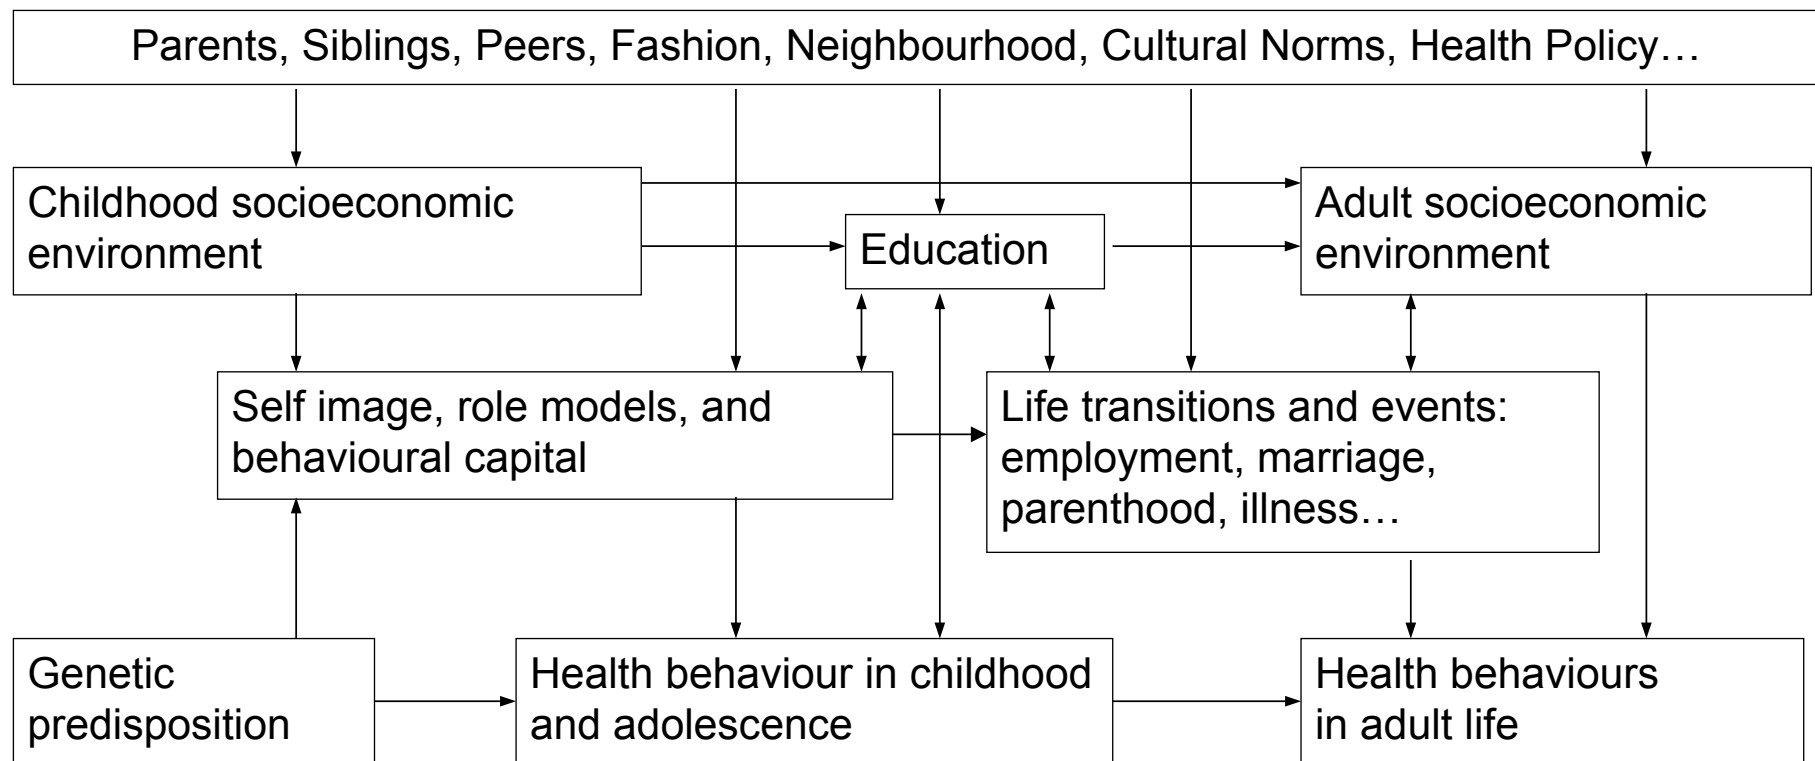 Parents, Siblings, Peers, Fashion, Neighbourhood, Cultural Norms, Health Policy…
Childhood socioeconomic
environment
Education
Adult socioeconomic
environment
Self image, role models, and
behavioural capital
Life transitions and events:
employment, marriage,
parenthood, illness…
Genetic
predisposition
Health behaviour in childhood
and adolescence
Health behaviours
in adult life